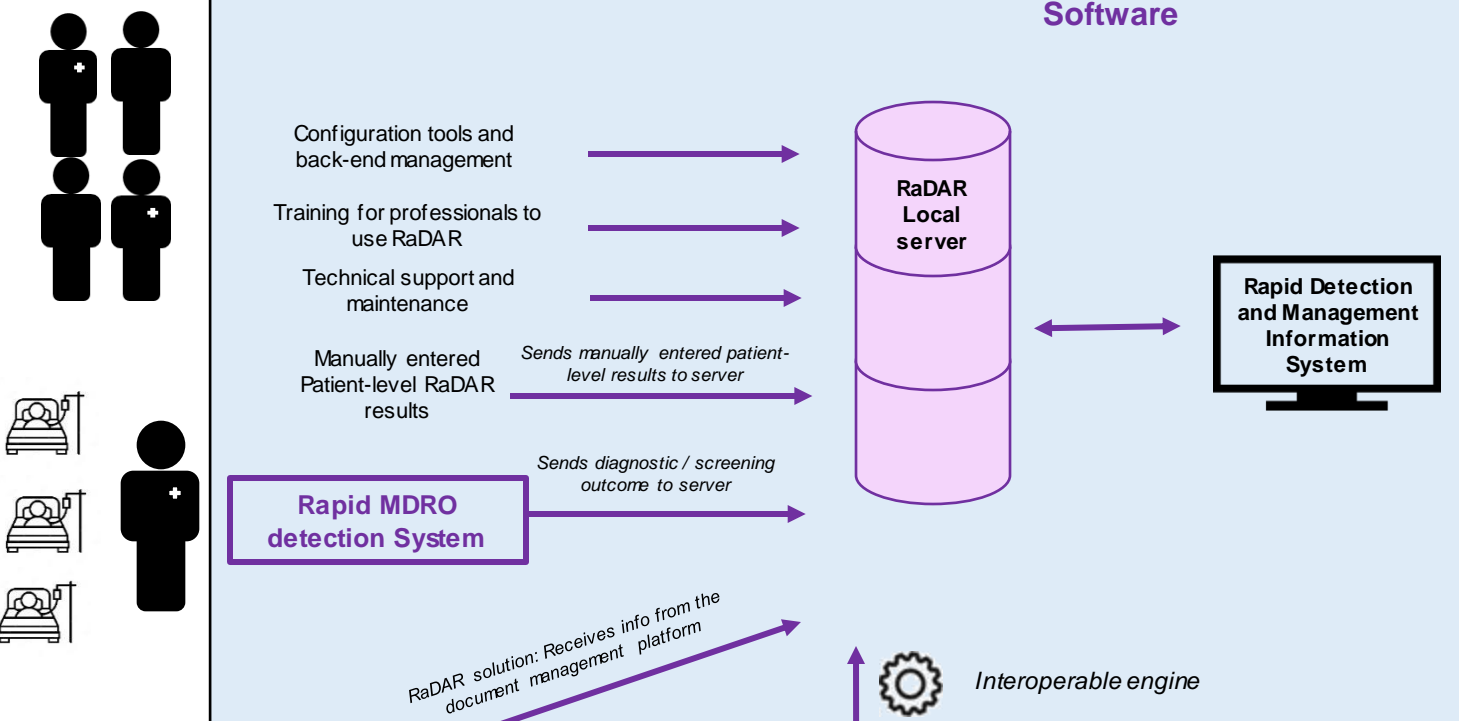 Software
Configuration tools and
back-end management
Training for professionals to
use RaDAR
Technical support and
maintenance
Manually entered
Patient-level RaDAR
results
Sends manually entered patient-
level results to server
Sends diagnostic / screening
outcome to server
Rapid MDRO
detection System
RaDAR
Local
server
Rapid Detection
and Management
Information
System
RaDAR solution: Receives info from the
document management platform
Interoperable engine